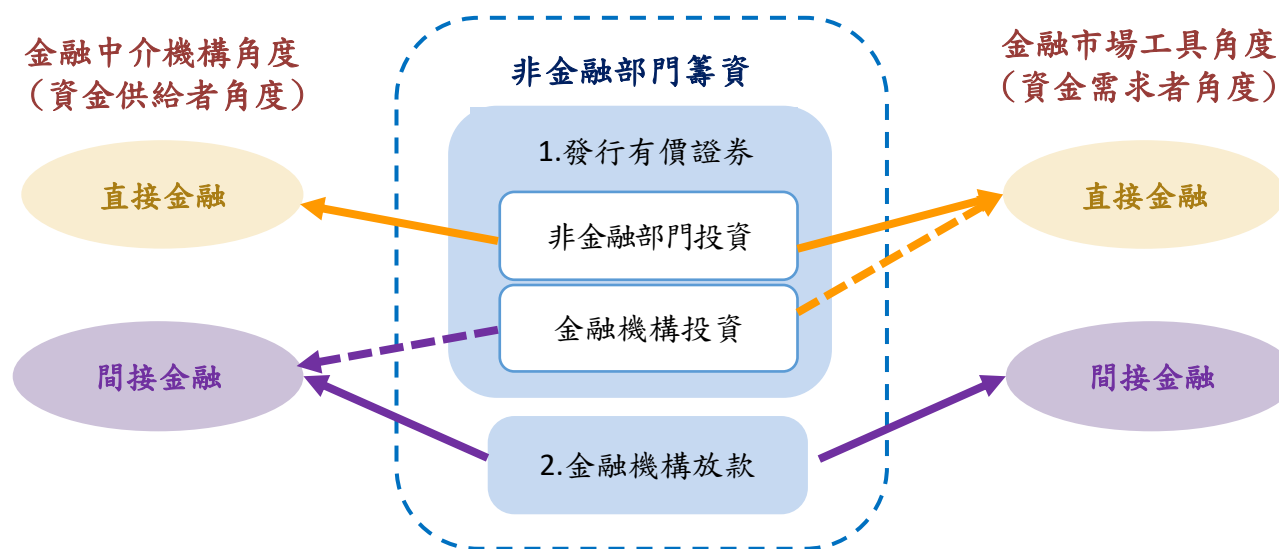 金融中介機構角度
(資金供給者角度)
直接金融
間接金融
非金融部門籌資
1.發行有價證券
非金融部門投資
金融機構投資
2.金融機構放款
金融市場工具角度
(資金需求者角度)
直接金融
間接金融